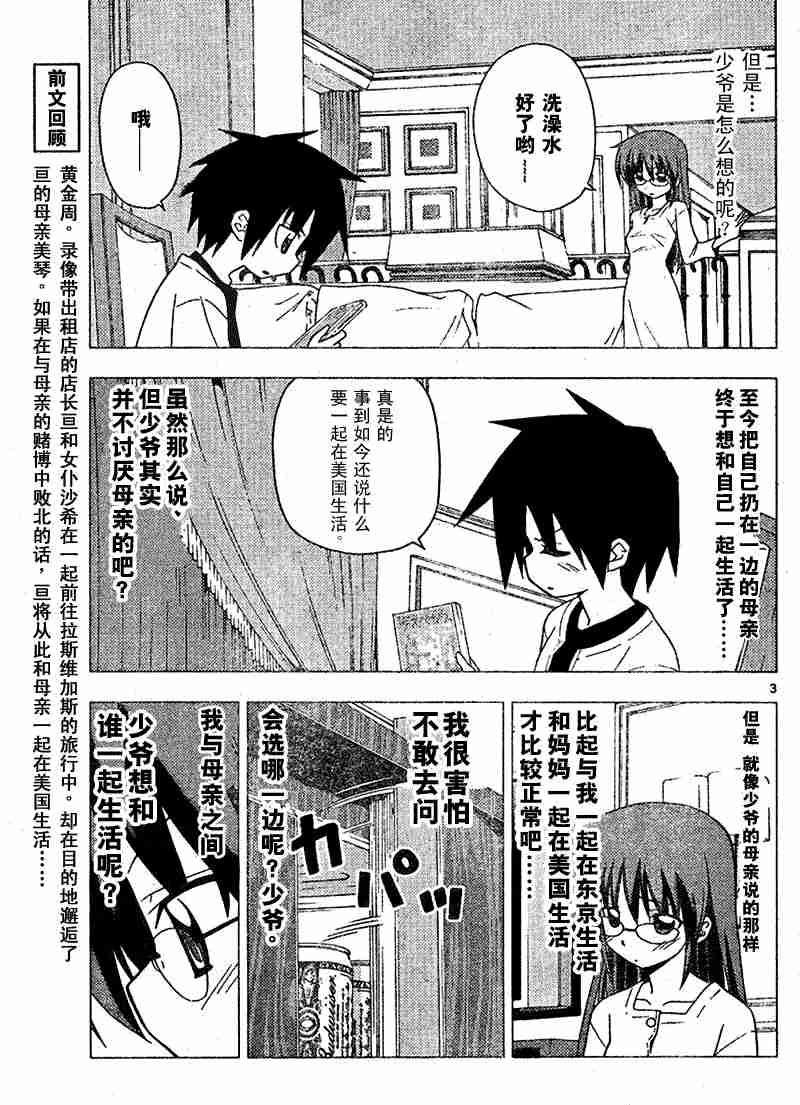 但是…
少爷是怎么想的呢？
洗澡水
好了哟——
哦——
至今把自己扔在一边的母亲
终于想和自己一起生活了……
真是的
事到如今还说什么
要一起在美国生活。
虽然那么说、
但少爷其实
并不讨厌母亲的吧？
3
但是 就像少爷的母亲说的那样
比起与我一起在东京生活
和妈妈一起在美国生活
才比较正常吧…
我很害怕
不敢去问
会选哪一边呢？少爷。
カパッ
Budweiser
我与母亲之间
少爷想和
谁一起生活呢？
前文回顾
黄金周。录像带出租店的店长亘和女仆沙希在一起前往拉斯维加斯的旅行中。却在目的地邂逅了
亘的母亲美琴。如果在与母亲的赌博中败北的话，亘将从此和母亲一起在美国生活……